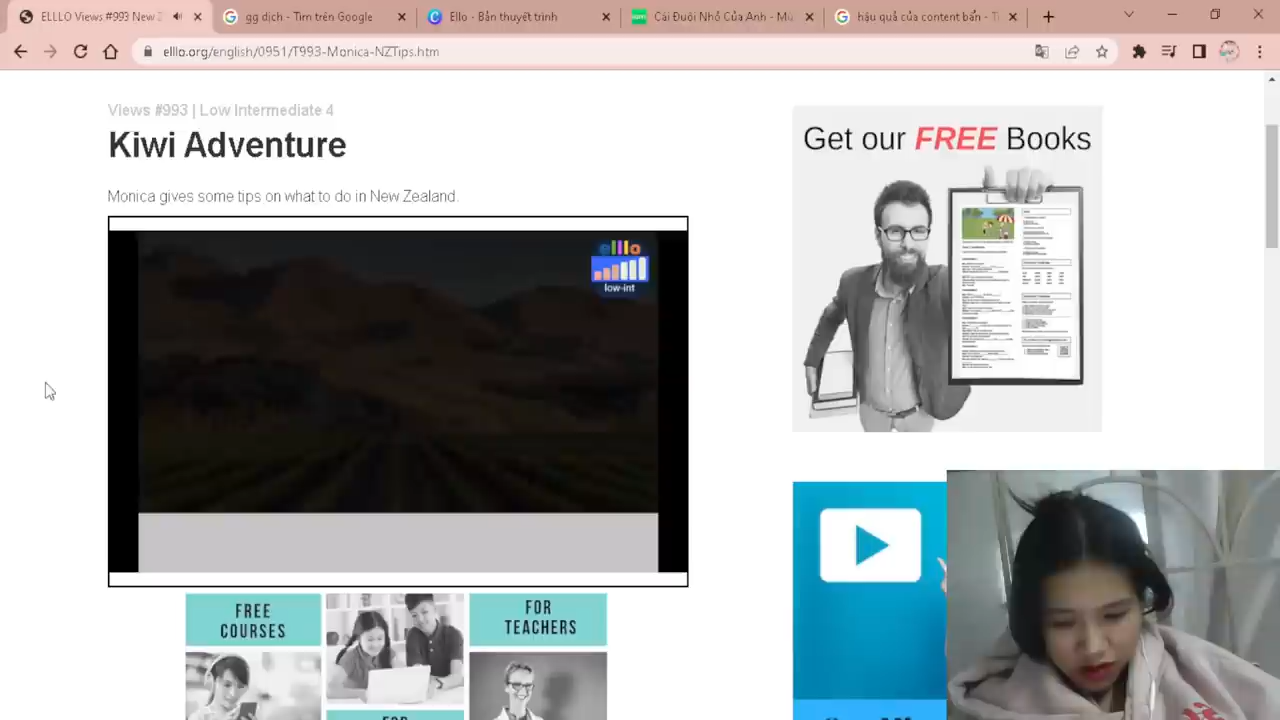 ELLLO Views #993 New Z
gg dịch - Tìm trên Google
Ello - Bản thuyết trình
Cái Đuôi Nhỏ Của Anh - Mù
hậu quả của content bẩn - Tì
elllo.org/english/0951/T993-Monica-NZTips.htm
Views #993 | Low Intermediate 4
Kiwi Adventure
Monica gives some tips on what to do in New Zealand.
elllo
low-int
Get our FREE Books
FREE
COURSES
FOR
TEACHERS
FOR